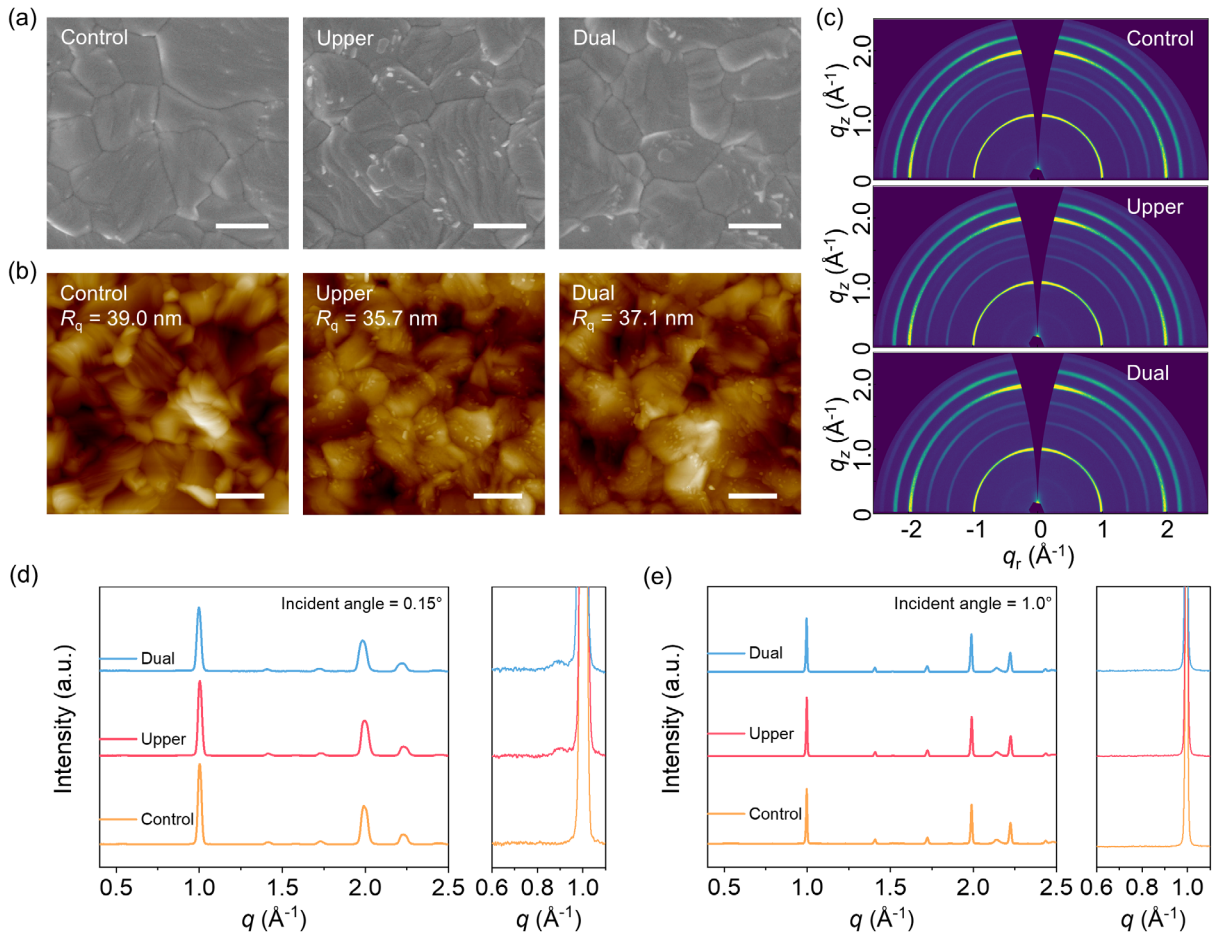 (a)
Control
Upper
Dual
(b)
Control
Rq = 39.0 nm
Upper
Rq = 35.7 nm
Dual
Rq = 37.1 nm
(c)
Control
2.0
1.0
0
qz (Å-1)
Upper
2.0
1.0
0
qz (Å-1)
Dual
2.0
1.0
0
qz (Å-1)
-2 -1 0 1 2
qr (Å-1)
(d)
Incident angle = 0.15°
Dual
Upper
Control
Intensity (a.u.)
0.5 1.0 1.5 2.0 2.5
q (Å-1)
0.6 0.8 1.0
q (Å-1)
(e)
Incident angle = 1.0°
Dual
Upper
Control
Intensity (a.u.)
0.5 1.0 1.5 2.0 2.5
q (Å-1)
0.6 0.8 1.0
q (Å-1)